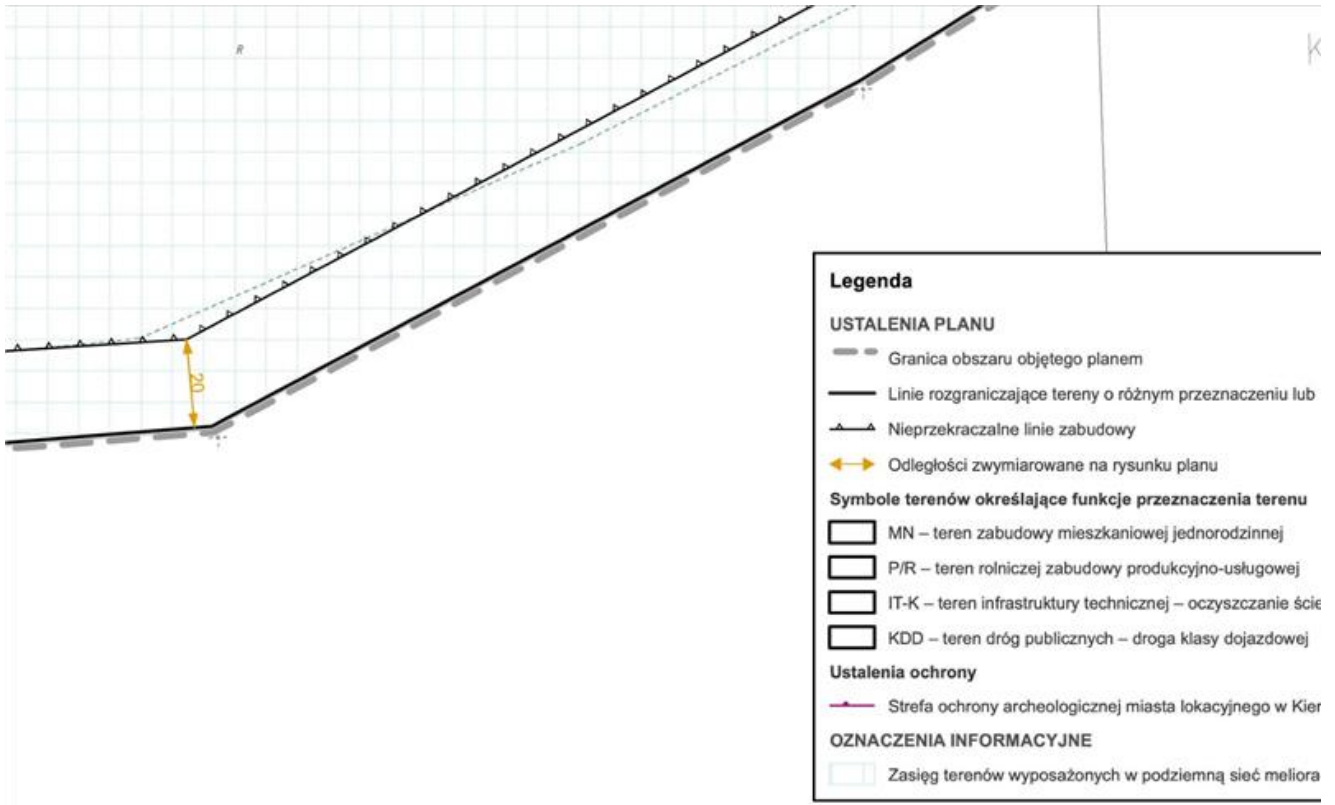 R
K
20
Legenda
USTALENIA PLANU
Granica obszaru objętego planem
Linie rozgraniczające tereny o różnym przeznaczeniu lub
Nieprzekraczalne linie zabudowy
Odległości zwymiarowane na rysunku planu
Symbole terenów określające funkcje przeznaczenia terenu
MN – teren zabudowy mieszkaniowej jednorodzinnej
P/R – teren rolniczej zabudowy produkcyjno-usługowej
IT-K – teren infrastruktury technicznej – oczyszczanie ście
KDD – teren dróg publicznych – droga klasy dojazdowej
Ustalenia ochrony
Strefa ochrony archeologicznej miasta lokacyjnego w Kier
OZNACZENIA INFORMACYJNE
Zasięg terenów wyposażonych w podziemną sieć meliora